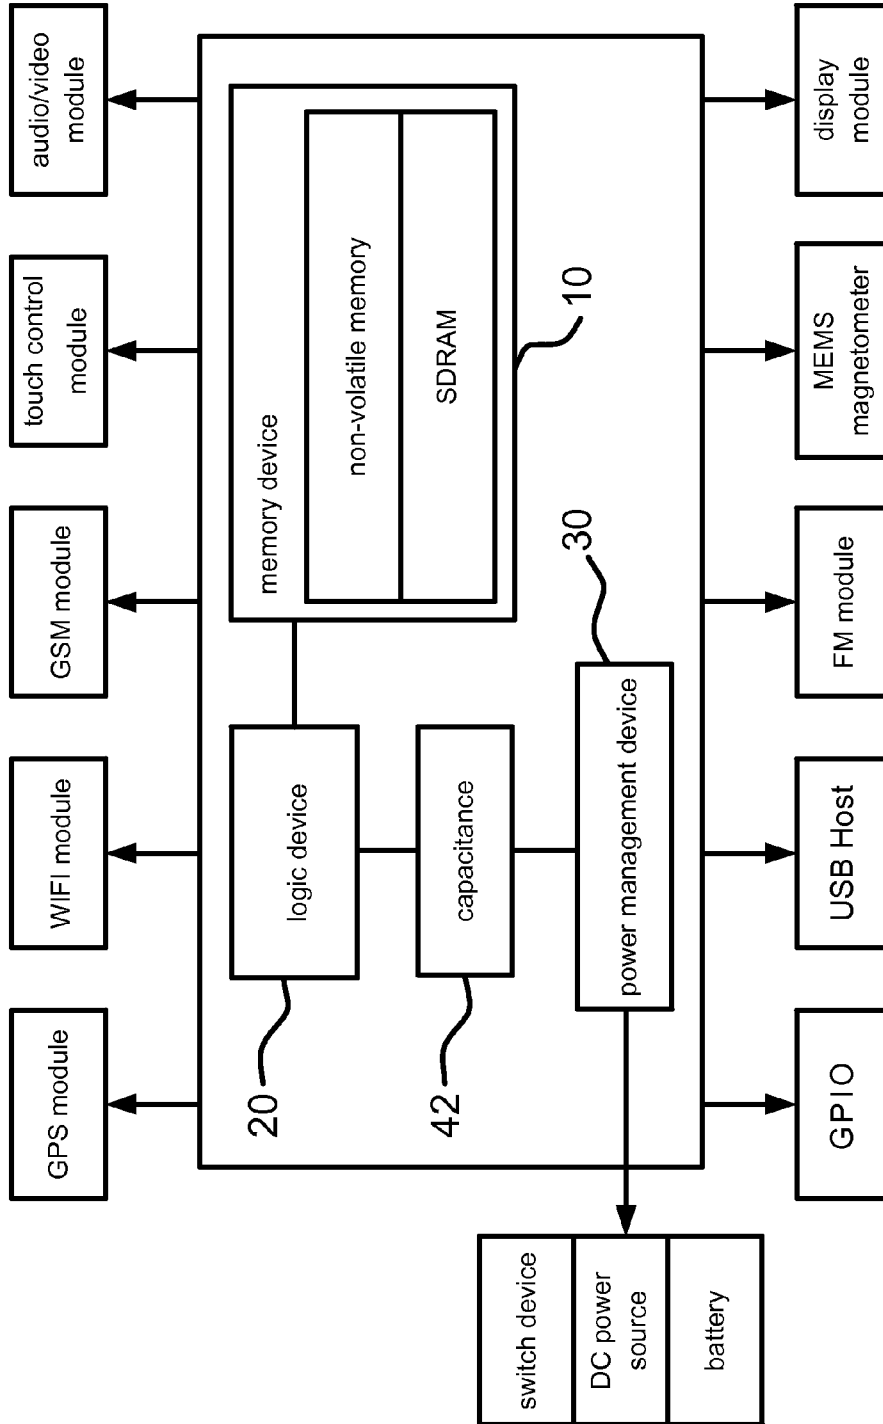 GPS module
WIFI module
GSM module
touch control
module
audio/video
module
memory device
non-volatile memory
SDRAM
10
logic device
20
capacitance
42
power management device
30
switch device
DC power
source
battery
GPIO
USB Host
FM module
MEMS
magnetometer
display
module